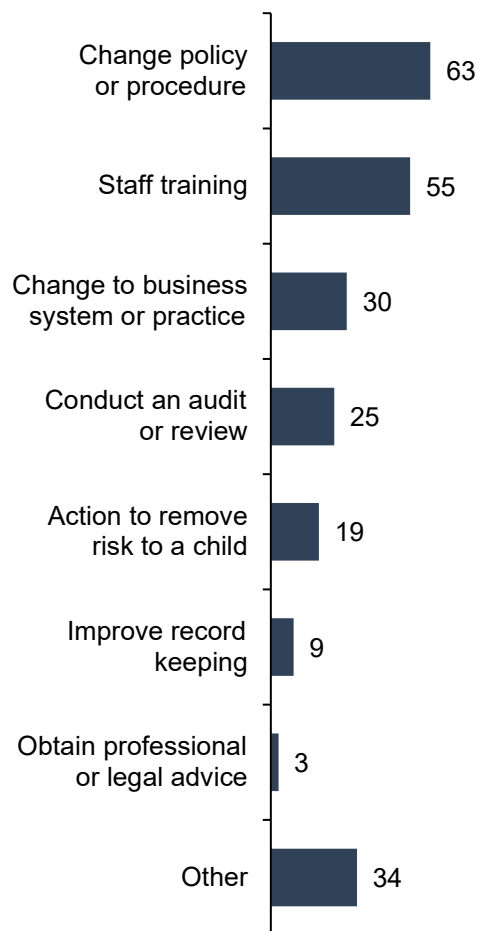 Change policy
or procedure
63
Staff training
55
Change to business
system or practice
30
Conduct an audit
or review
25
Action to remove
risk to a child
19
Improve record
keeping
9
Obtain professional
or legal advice
3
Other
34